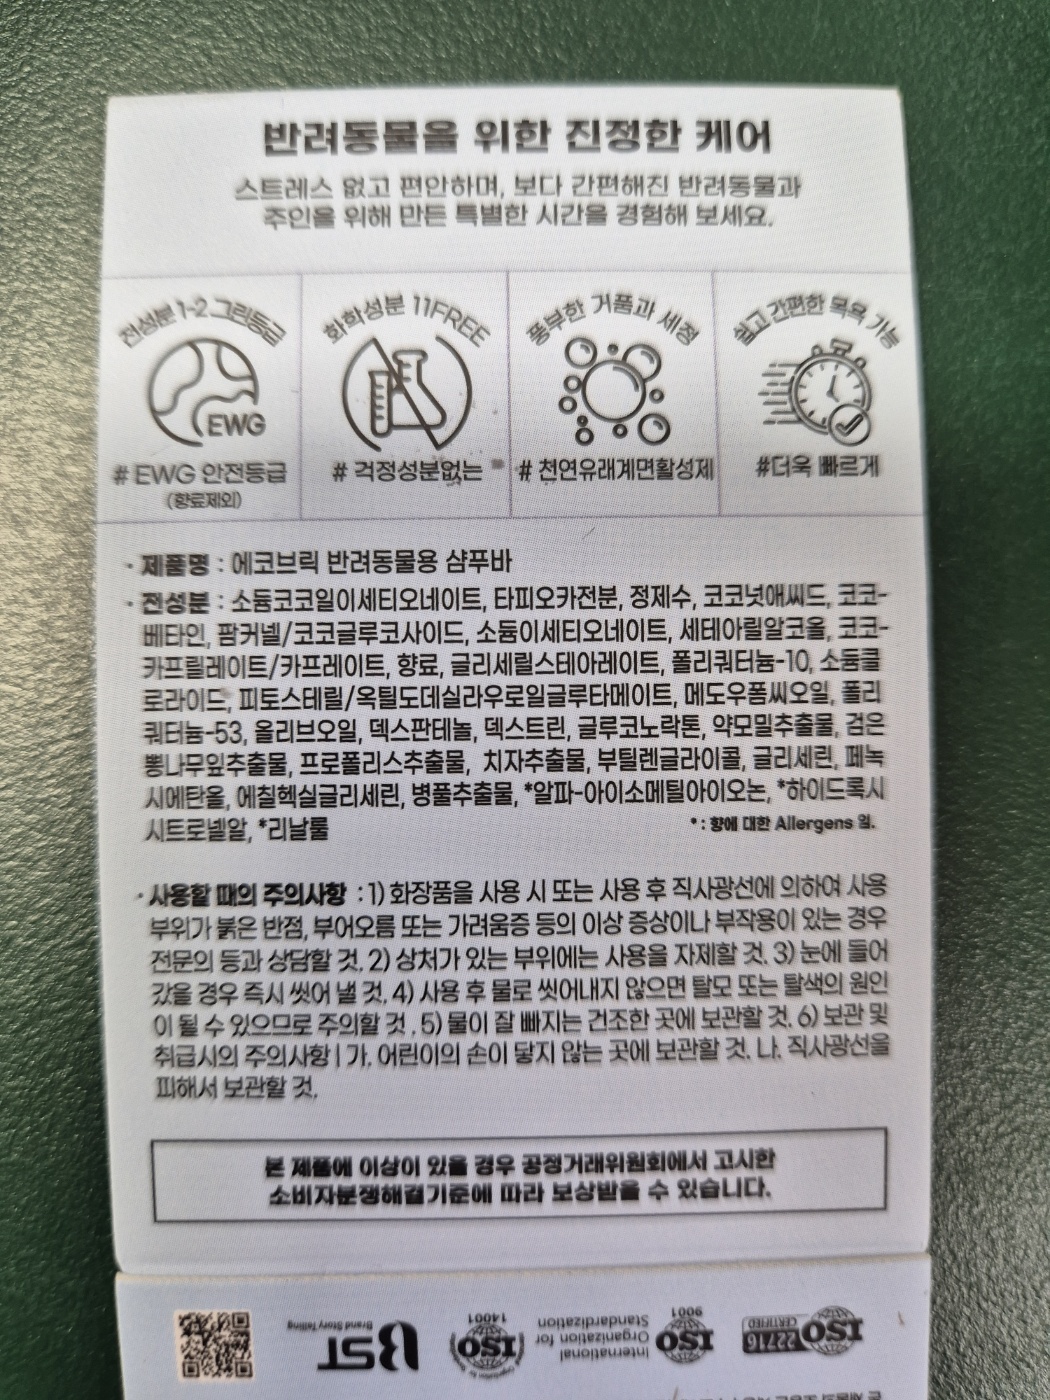 반려동물을 위한 진정한 케어
스트레스 없고 편안하며, 보다 간편해진 반려동물과
주인을 위해 만든 특별한 시간을 경험해 보세요.
전성분 1-2 그린등급
EWG
# EWG 안전등급
(향료제외)
화학성분 11FREE
# 걱정성분없는
풍부한 거품과 세정
# 천연유래계면활성제
쉽고 간편한 목욕 가능
#더욱 빠르게
· 제품명 : 에코브릭 반려동물용 샴푸바
· 전성분 : 소듐코코일이세티오네이트, 타피오카전분, 정제수, 코코넛애씨드, 코코-
베타인, 팜커넬/코코글루코사이드, 소듐이세티오네이트, 세테아릴알코올, 코코-
카프릴레이트/카프레이트, 향료, 글리세릴스테아레이트, 폴리쿼터늄-10, 소듐클
로라이드, 피토스테릴/옥틸도데실라우로일글루타메이트, 메도우폼씨오일, 폴리
쿼터늄-53, 올리브오일, 덱스판테놀, 덱스트린, 글루코노락톤, 약모밀추출물, 검은
뽕나무잎추출물, 프로폴리스추출물, 치자추출물, 부틸렌글라이콜, 글리세린, 페녹
시에탄올, 에칠헥실글리세린, 병풀추출물, *알파-아이소메틸아이오논, *하이드록시
시트로넬알, *리날룰
* : 향에 대한 Allergens 임.
· 사용할 때의 주의사항 : 1) 화장품을 사용 시 또는 사용 후 직사광선에 의하여 사용
부위가 붉은 반점, 부어오름 또는 가려움증 등의 이상 증상이나 부작용이 있는 경우
전문의 등과 상담할 것. 2) 상처가 있는 부위에는 사용을 자제할 것. 3) 눈에 들어
갔을 경우 즉시 씻어 낼 것. 4) 사용 후 물로 씻어내지 않으면 탈모 또는 탈색의 원인
이 될 수 있으므로 주의할 것 . 5) 물이 잘 빠지는 건조한 곳에 보관할 것. 6) 보관 및
취급시의 주의사항 | 가. 어린이의 손이 닿지 않는 곳에 보관할 것. 나. 직사광선을
피해서 보관할 것.
본 제품에 이상이 있을 경우 공정거래위원회에서 고시한
소비자분쟁해결기준에 따라 보상받을 수 있습니다.
ISO
22716
CERTIFIED
ISO
9001
International
Organization for
Standardization
ISO
14001
BST
Brand Story Telling